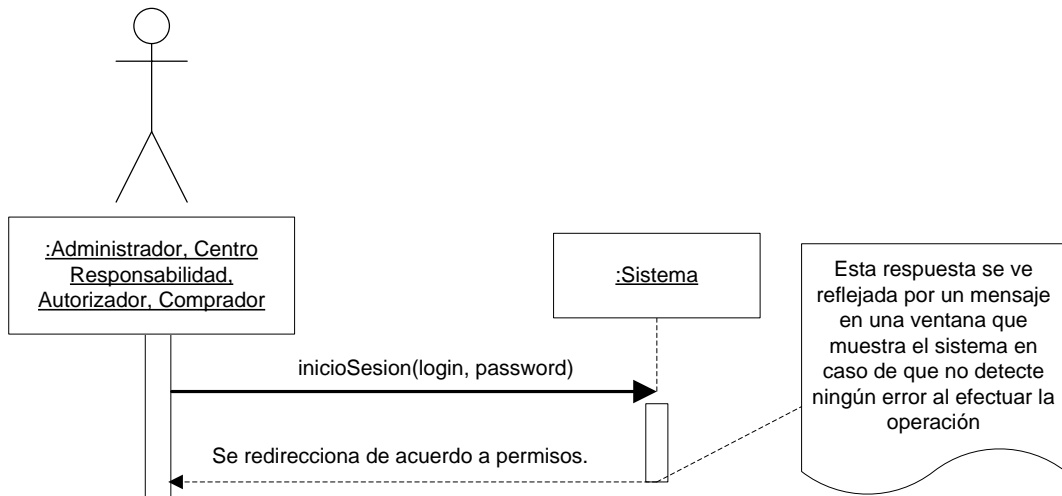 :Administrador, Centro
Responsabilidad,
Autorizador, Comprador
:Sistema
Esta respuesta se ve
reflejada por un mensaje
en una ventana que
muestra el sistema en
caso de que no detecte
ningún error al efectuar la
operación
inicioSesion(login, password)
Se redirecciona de acuerdo a permisos.